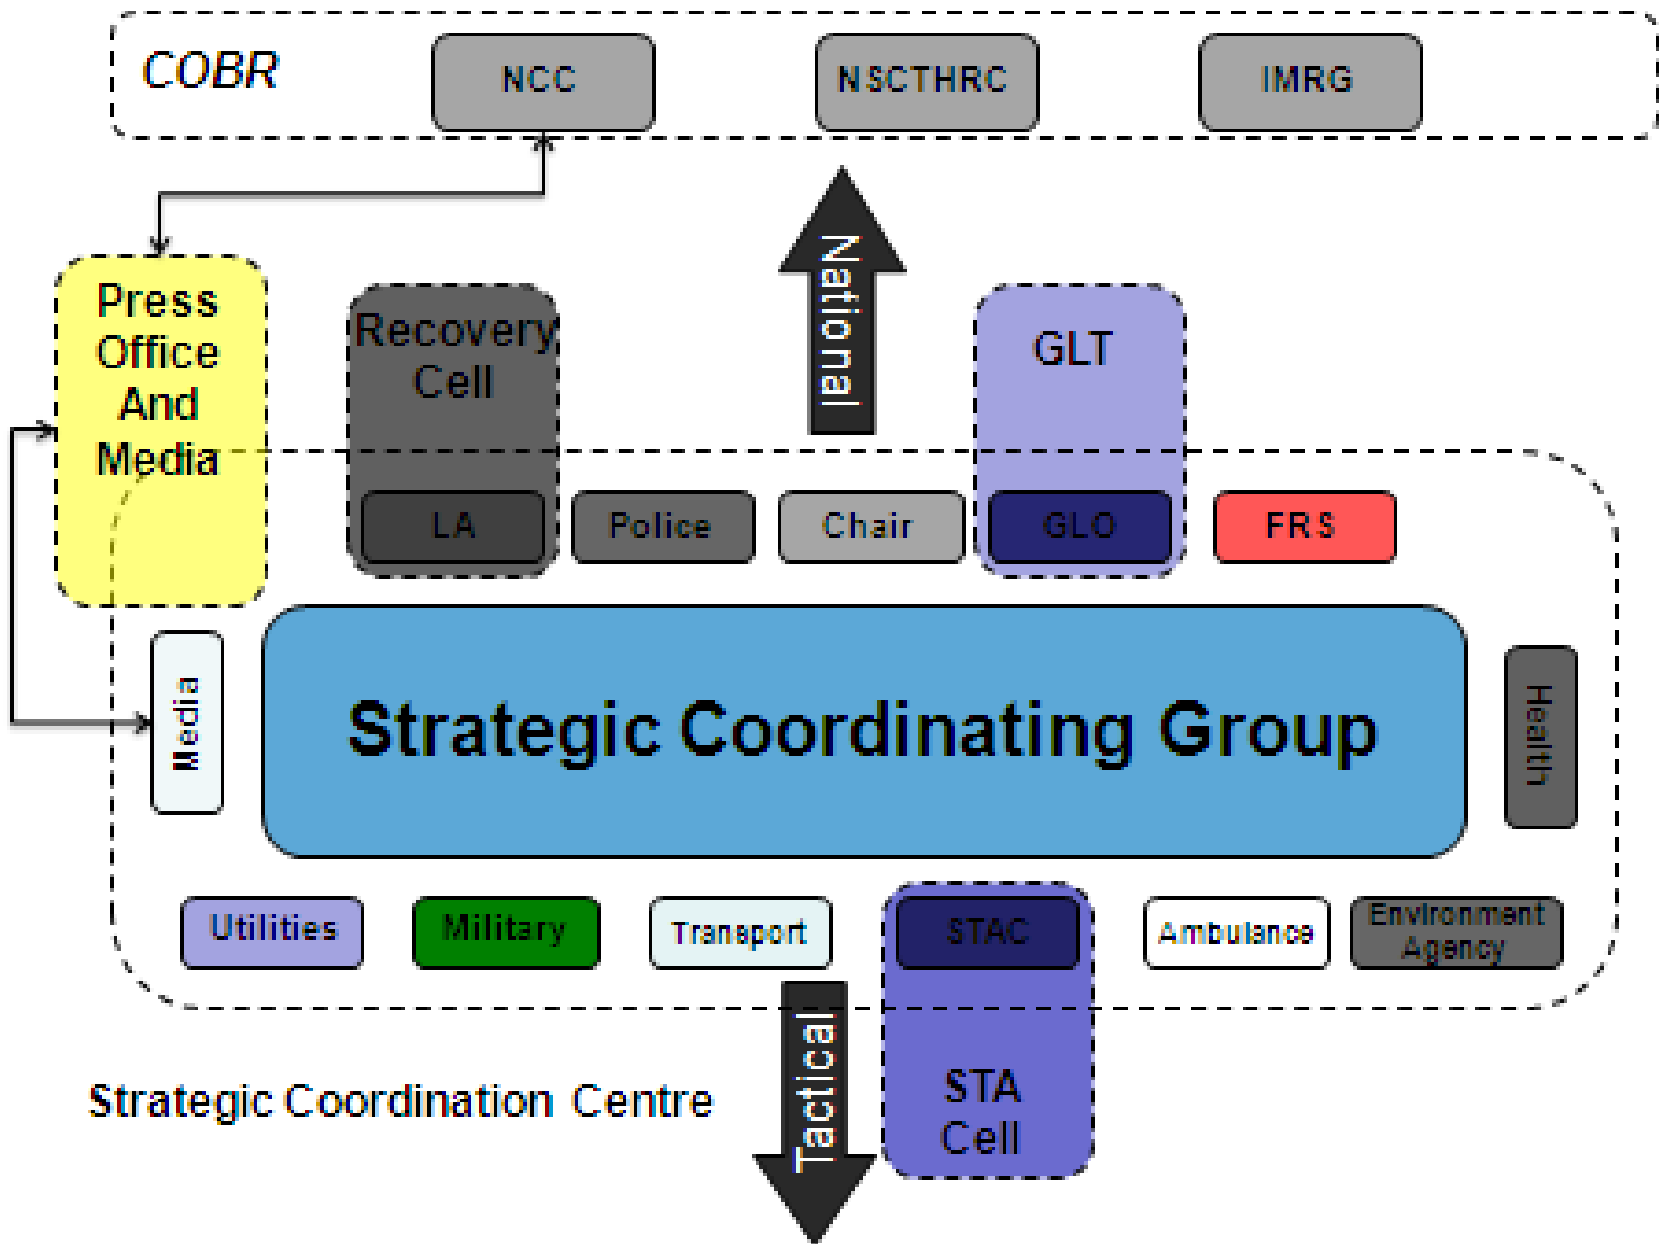 COBR
NCC
NSCTHRC
IMRG
National
Press
Office
And
Media
Recovery
Cell
GLT
LA
Police
Chair
GLO
FRS
Media
Strategic Coordinating Group
Health
Utilities
Military
Transport
STAC
Ambulance
Environment
Agency
Tactical
STA
Cell
Strategic Coordination Centre